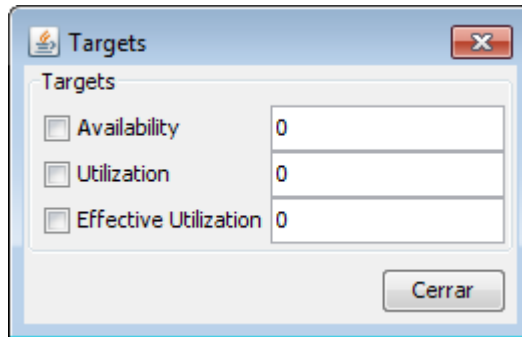 Targets
Targets
Availability 0
Utilization 0
Effective Utilization 0
Cerrar